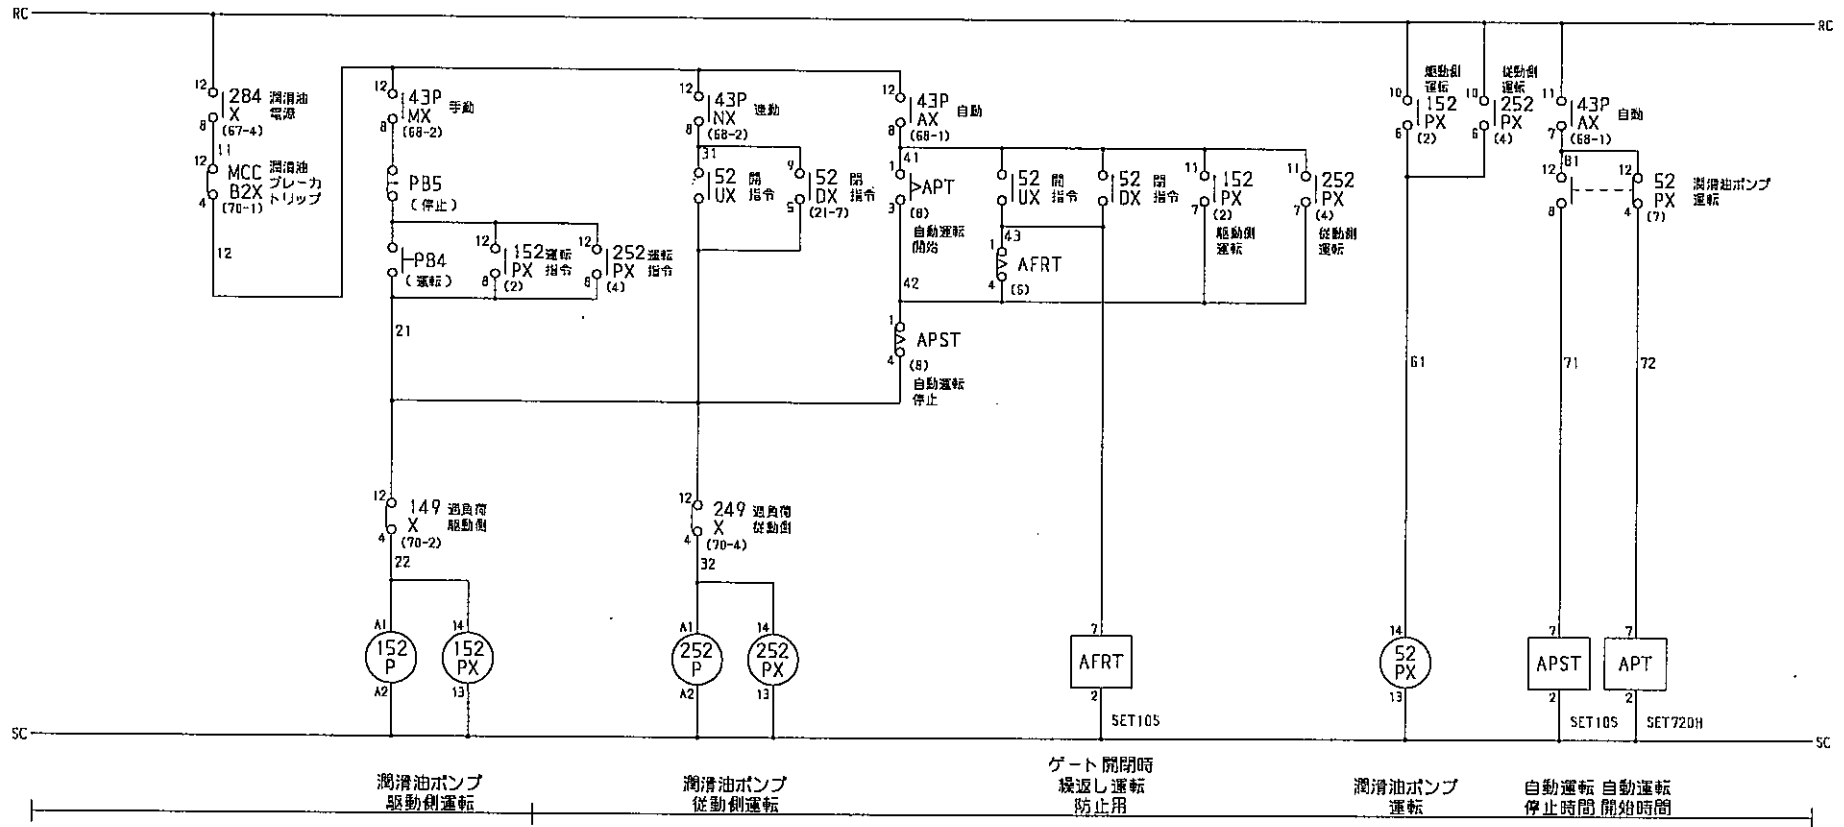 RC
RC
12
284
X
潤滑油
電源
8
(67-4)
11
12
MCC
B2X
潤滑油
ブレーカ
トリップ
4
(70-1)
12
12
43P
MX
手動
8
(68-2)
PB5
(停止)
PB4
(運転)
12
152
PX
運転
指令
8
(2)
12
252
PX
運転
指令
8
(4)
21
12
43P
NX
連動
8
(68-2)
31
52
UX
開
指令
9
52
DX
閉
指令
5
(21-7)
12
43P
AX
自動
8
(68-1)
41
1
APT
3
(8)
自動運転
開始
42
1
APST
4
(8)
自動運転
停止
52
UX
開
指令
43
1
AFRT
4
(6)
52
DX
閉
指令
11
152
PX
7
(2)
駆動側
運転
11
252
PX
7
(4)
従動側
運転
駆動側
運転
10
152
PX
6
(2)
従動側
運転
10
252
PX
6
(4)
11
43P
AX
自動
7
(68-1)
81
12
8
12
52
PX
潤滑油ポンプ
運転
4
(7)
61
71
72
12
149
X
過負荷
駆動側
4
(70-2)
22
12
249
X
過負荷
従動側
4
(70-4)
32
A1
152
P
A2
14
152
PX
13
A1
252
P
A2
14
252
PX
13
7
AFRT
2
SET10S
14
52
PX
13
7
APST
2
SET10S
7
APT
2
SET720H
SC
SC
潤滑油ポンプ
駆動側運転
潤滑油ポンプ
従動側運転
ゲート開閉時
繰返し運転
防止用
潤滑油ポンプ
運転
自動運転
停止時間
自動運転
開始時間